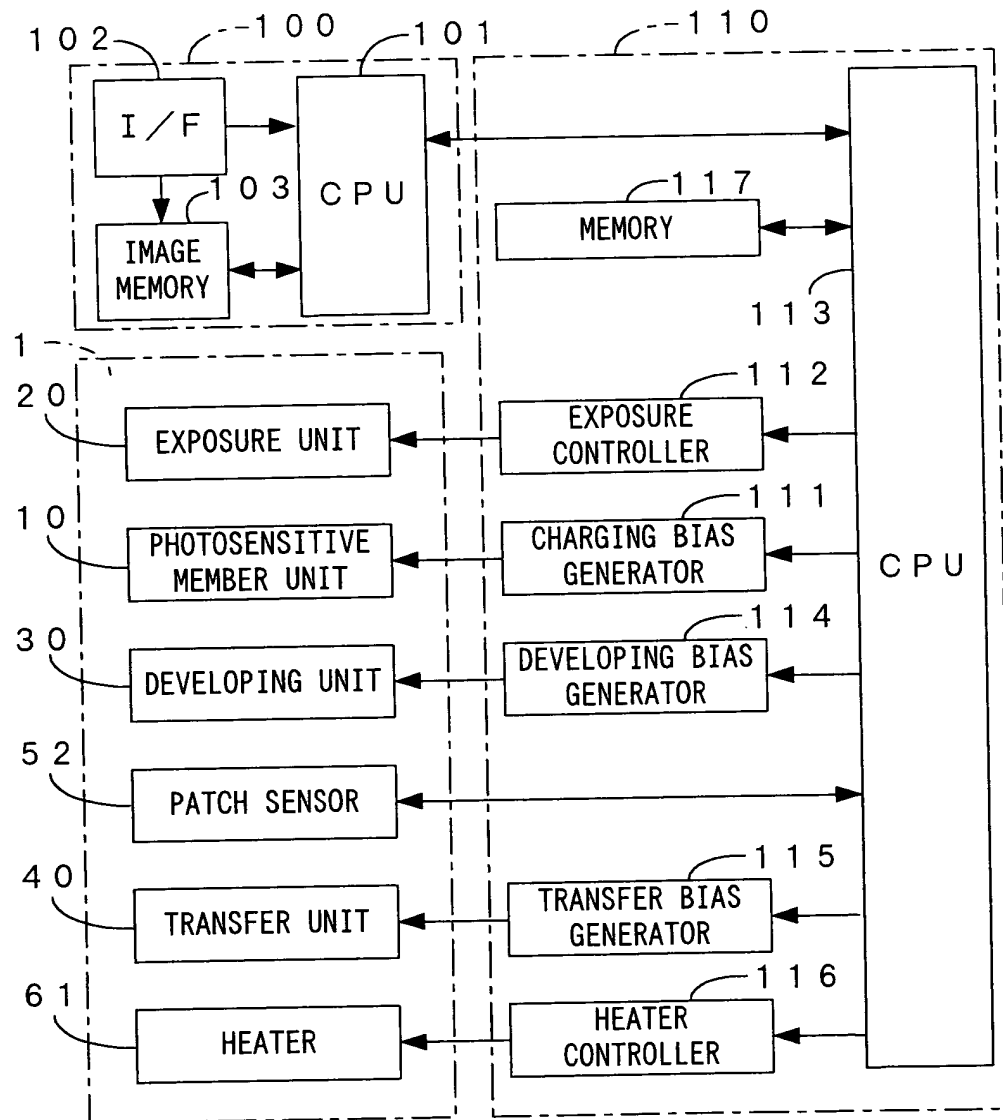 102
100
101
110
I/F
CPU
103
IMAGE
MEMORY
117
MEMORY
113
1
20
EXPOSURE UNIT
112
EXPOSURE
CONTROLLER
10
PHOTOSENSITIVE
MEMBER UNIT
111
CHARGING BIAS
GENERATOR
CPU
30
DEVELOPING UNIT
114
DEVELOPING BIAS
GENERATOR
52
PATCH SENSOR
40
TRANSFER UNIT
115
TRANSFER BIAS
GENERATOR
61
HEATER
116
HEATER
CONTROLLER